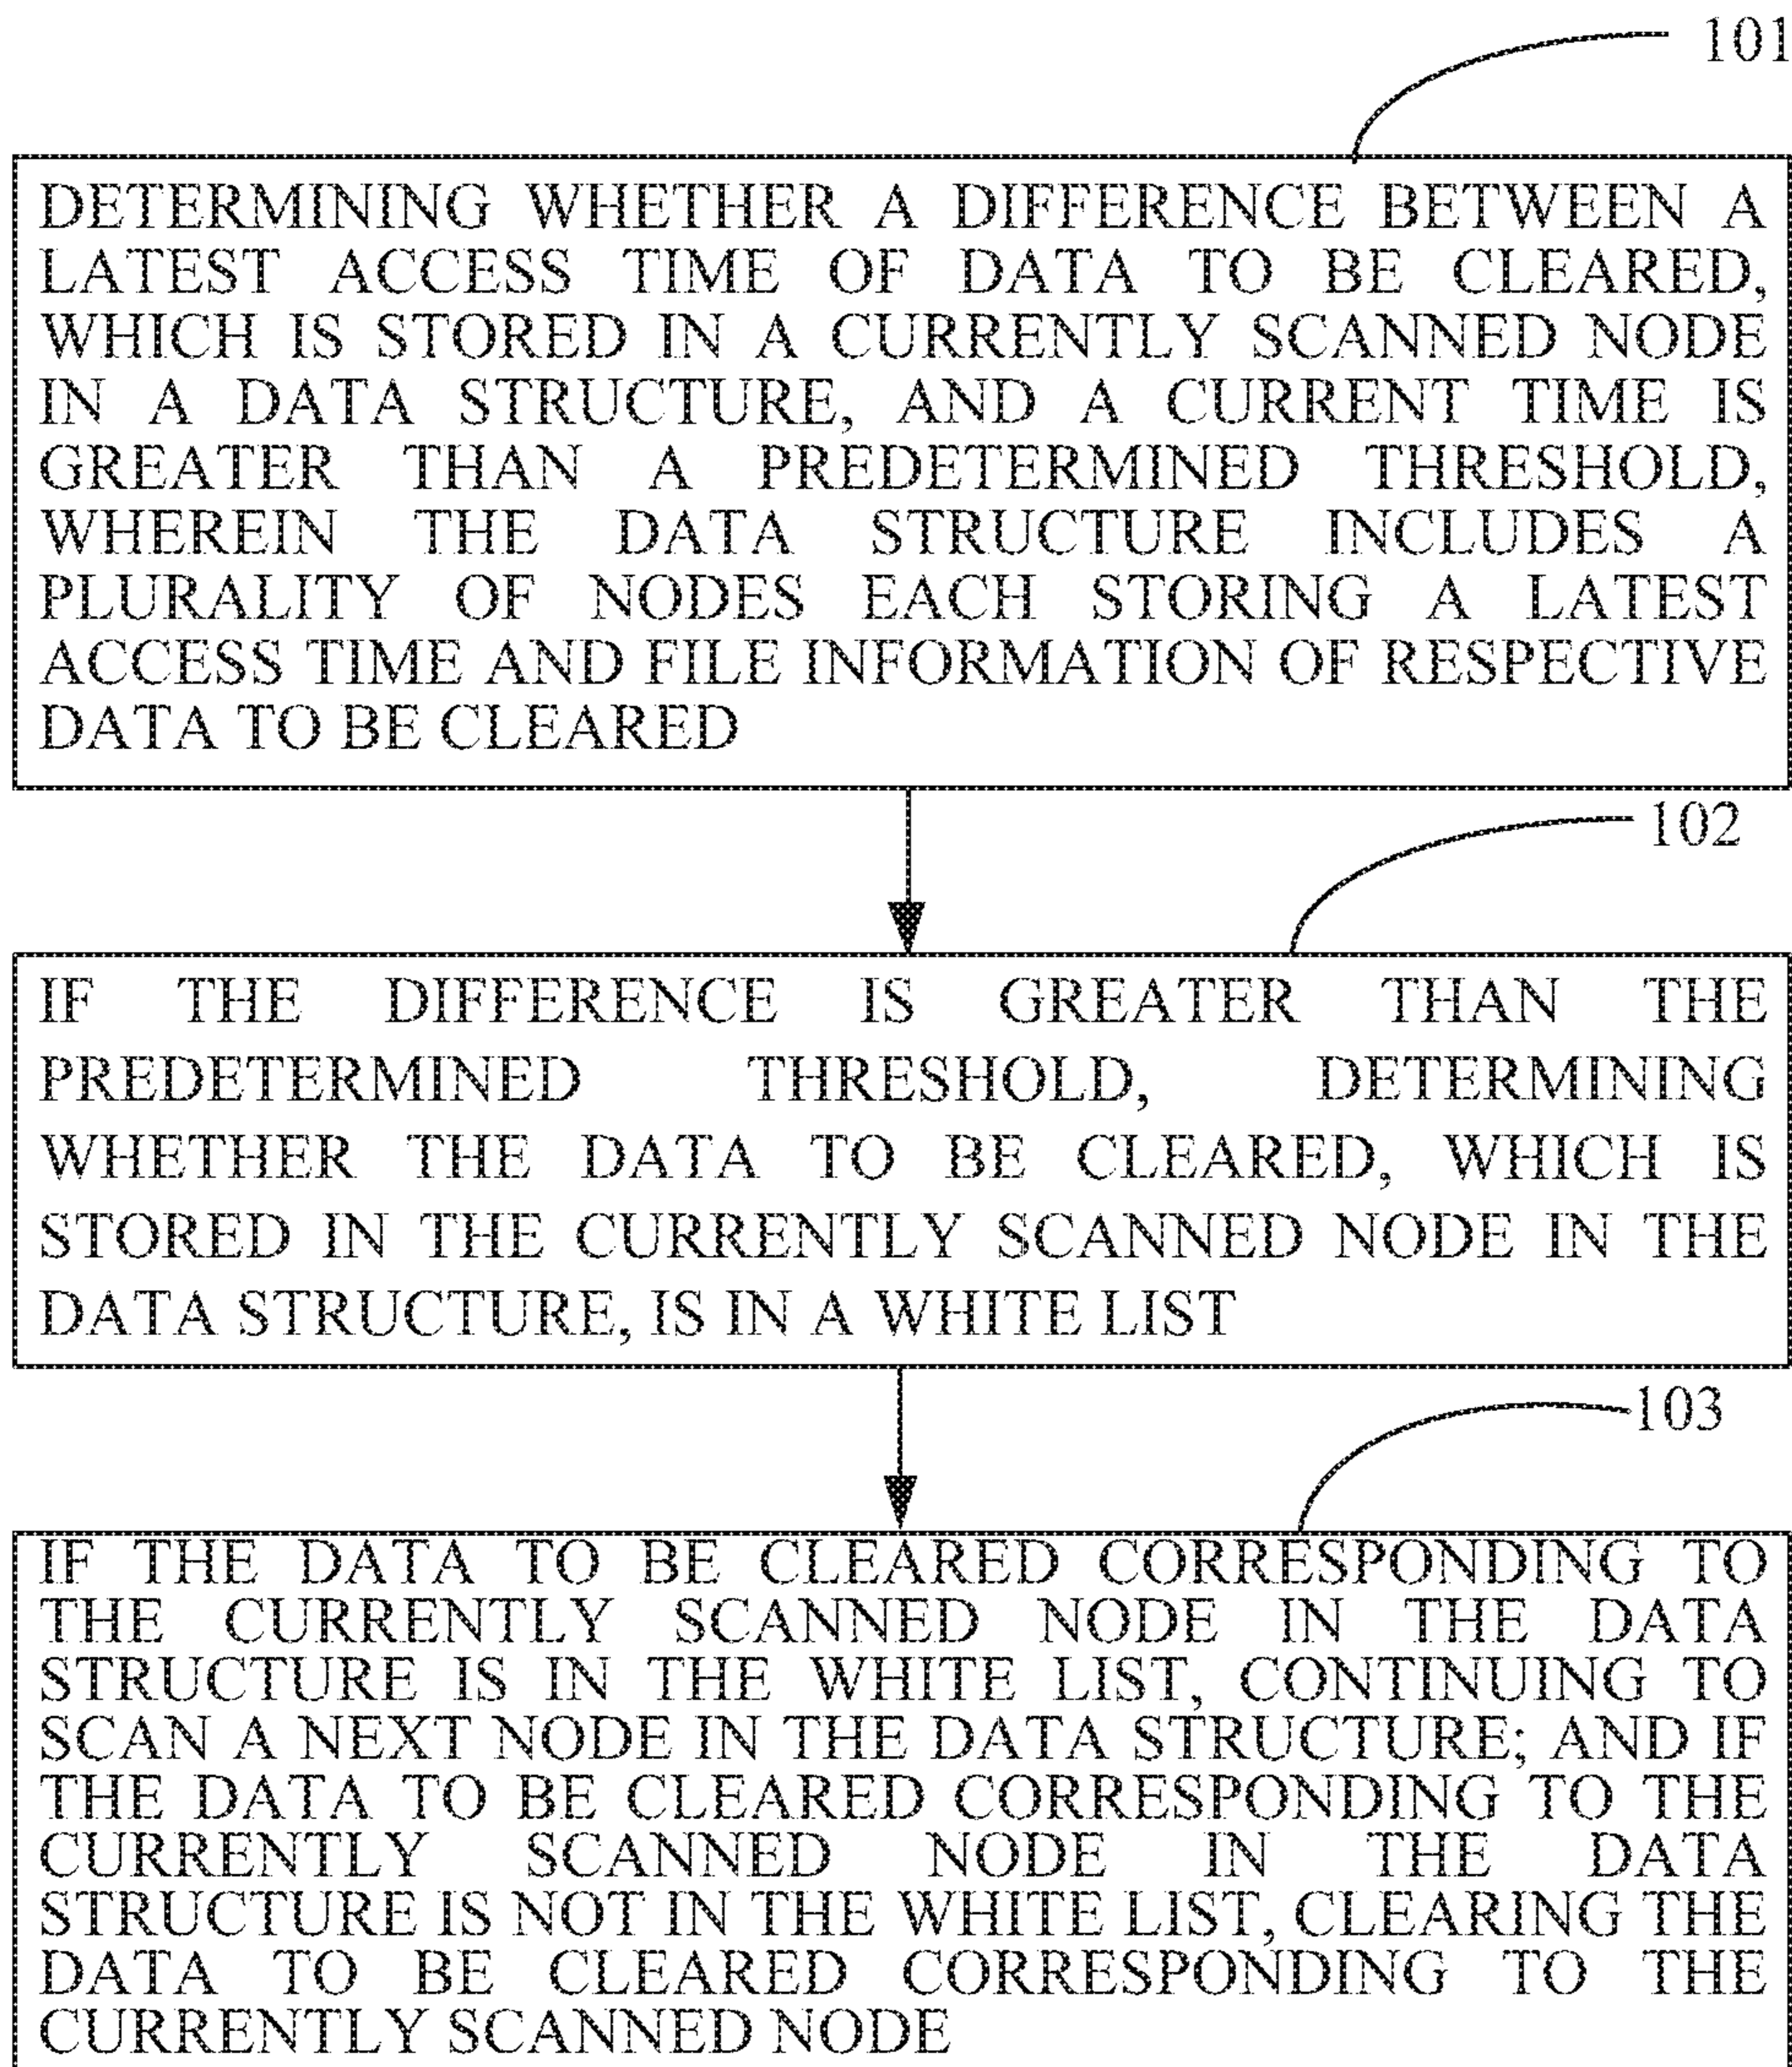 101
DETERMINING WHETHER A DIFFERENCE BETWEEN A
LATEST ACCESS TIME OF DATA TO BE CLEARED,
WHICH IS STORED IN A CURRENTLY SCANNED NODE
IN A DATA STRUCTURE, AND A CURRENT TIME IS
GREATER THAN A PREDETERMINED THRESHOLD,
WHEREIN THE DATA STRUCTURE INCLUDES A
PLURALITY OF NODES EACH STORING A LATEST
ACCESS TIME AND FILE INFORMATION OF RESPECTIVE
DATA TO BE CLEARED
102
IF THE DIFFERENCE IS GREATER THAN THE
PREDETERMINED THRESHOLD, DETERMINING
WHETHER THE DATA TO BE CLEARED, WHICH IS
STORED IN THE CURRENTLY SCANNED NODE IN THE
DATA STRUCTURE, IS IN A WHITE LIST
103
IF THE DATA TO BE CLEARED CORRESPONDING TO
THE CURRENTLY SCANNED NODE IN THE DATA
STRUCTURE IS IN THE WHITE LIST, CONTINUING TO
SCAN A NEXT NODE IN THE DATA STRUCTURE; AND IF
THE DATA TO BE CLEARED CORRESPONDING TO THE
CURRENTLY SCANNED NODE IN THE DATA
STRUCTURE IS NOT IN THE WHITE LIST, CLEARING THE
DATA TO BE CLEARED CORRESPONDING TO THE
CURRENTLY SCANNED NODE